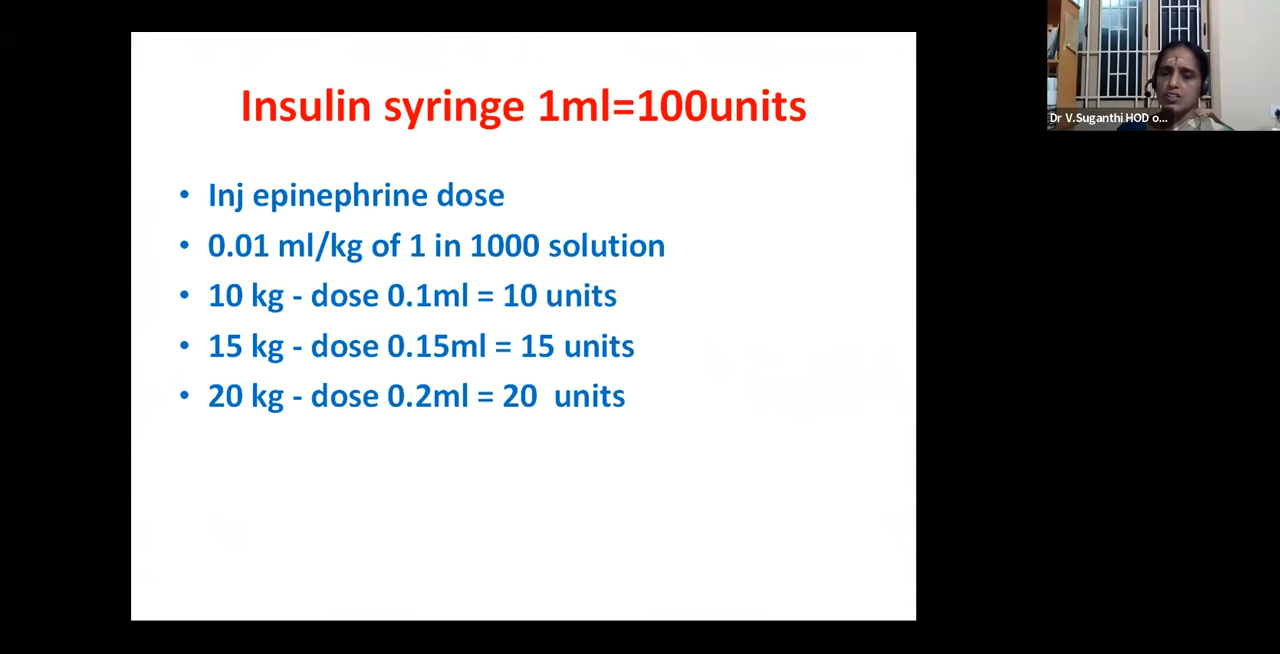 Insulin syringe 1ml=100units
• Inj epinephrine dose
• 0.01 ml/kg of 1 in 1000 solution
• 10 kg - dose 0.1ml = 10 units
• 15 kg - dose 0.15ml = 15 units
• 20 kg - dose 0.2ml = 20  units
Dr V.Suganthi HOD o...